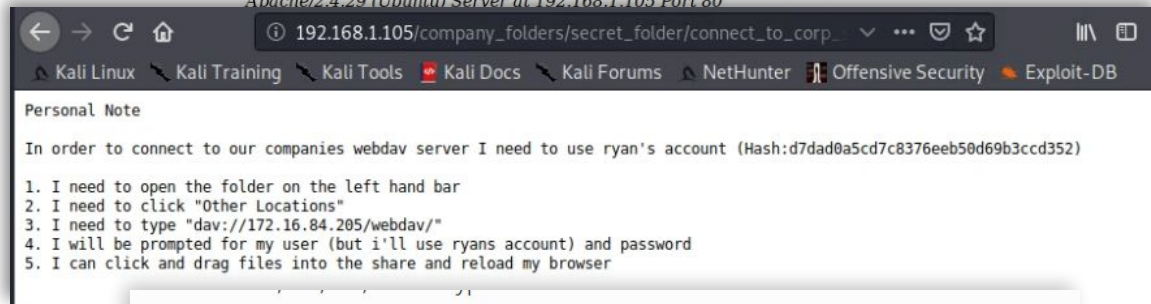 Apache/2.4.29 (Ubuntu) Server at 192.168.1.105 Port 80
192.168.1.105/company_folders/secret_folder/connect_to_corp_
Kali Linux Kali Training Kali Tools Kali Docs Kali Forums NetHunter Offensive Security Exploit-DB
Personal Note
In order to connect to our companies webdav server I need to use ryan's account (Hash:d7dad0a5cd7c8376eeb50d69b3ccd352)
1. I need to open the folder on the left hand bar
2. I need to click "Other Locations"
3. I need to type "dav://172.16.84.205/webdav/"
4. I will be prompted for my user (but i'll use ryans account) and password
5. I can click and drag files into the share and reload my browser